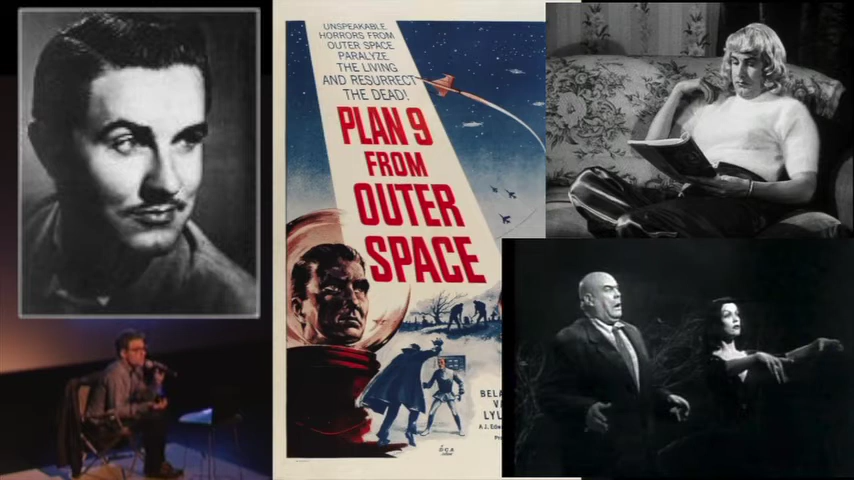 UNSPEAKABLE
HORRORS FROM
OUTER SPACE
PARALYZE
THE LIVING
AND RESURRECT
THE DEAD!
PLAN 9
FROM
OUTER
SPACE
BELA
VA
LYL